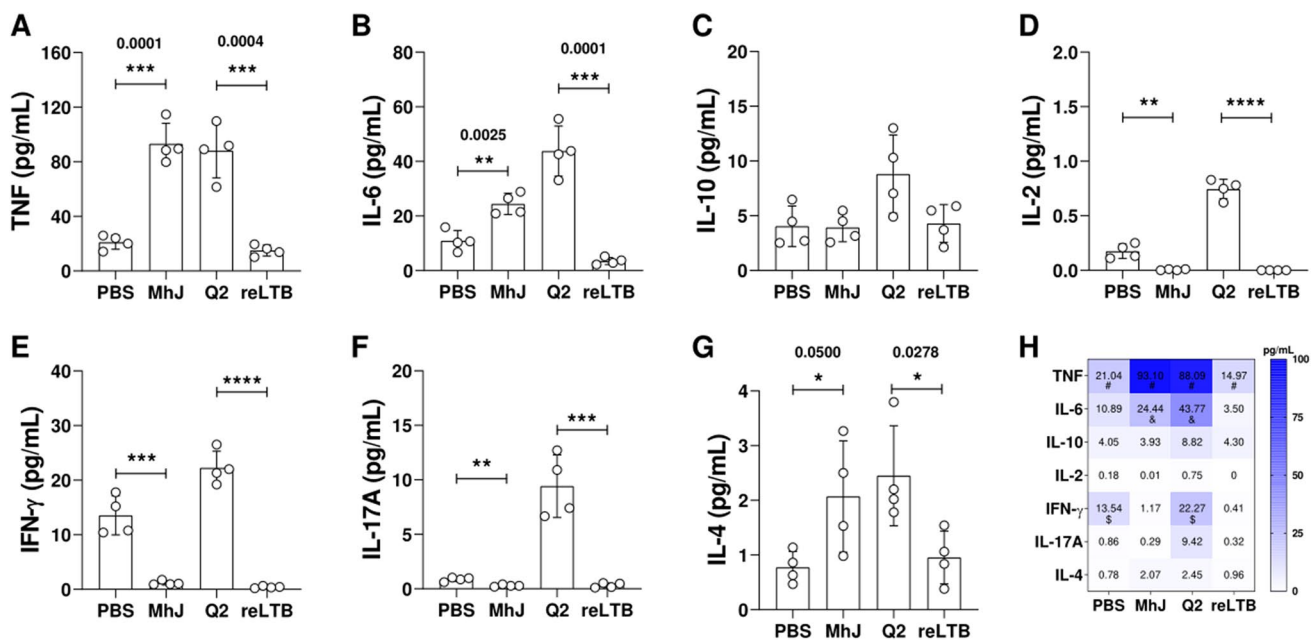 A
TNF (pg/mL)
160
120
80
40
0
0.0001
***
0.0004
***
PBS MhJ Q2 reLTB
B
IL-6 (pg/mL)
80
60
40
20
0
0.0025
**
0.0001
***
PBS MhJ Q2 reLTB
C
IL-10 (pg/mL)
20
15
10
5
0
PBS MhJ Q2 reLTB
D
IL-2 (pg/mL)
2.0
1.5
1.0
0.5
0.0
**
****
PBS MhJ Q2 reLTB
E
IFN-γ (pg/mL)
40
30
20
10
0
***
****
PBS MhJ Q2 reLTB
F
IL-17A (pg/mL)
20
15
10
5
0
**
***
PBS MhJ Q2 reLTB
G
IL-4 (pg/mL)
4
3
2
1
0
0.0500
*
0.0278
*
PBS MhJ Q2 reLTB
H
pg/mL
100
50
0
TNF 21.04 93.10 88.09 14.97
# # # #
IL-6 10.89 24.44 43.77 3.50
& &
IL-10 4.05 3.93 8.82 4.30
IL-2 0.18 0.01 0.75 0
IFN-γ 13.54 1.17 22.27 0.41
$ $
IL-17A 0.86 0.29 9.42 0.32
IL-4 0.78 2.07 2.45 0.96
PBS MhJ Q2 reLTB